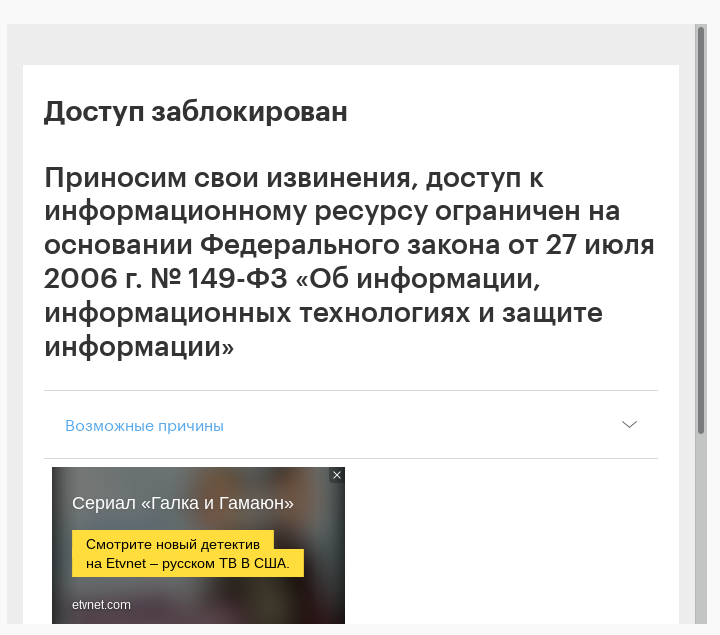 Доступ заблокирован
Приносим свои извинения, доступ к
информационному ресурсу ограничен на
основании Федерального закона от 27 июля
2006 г. № 149-ФЗ «Об информации,
информационных технологиях и защите
информации»
Возможные причины
Сериал «Галка и Гамаюн»
Смотрите новый детектив
на Etvnet – русском ТВ В США.
etvnet.com